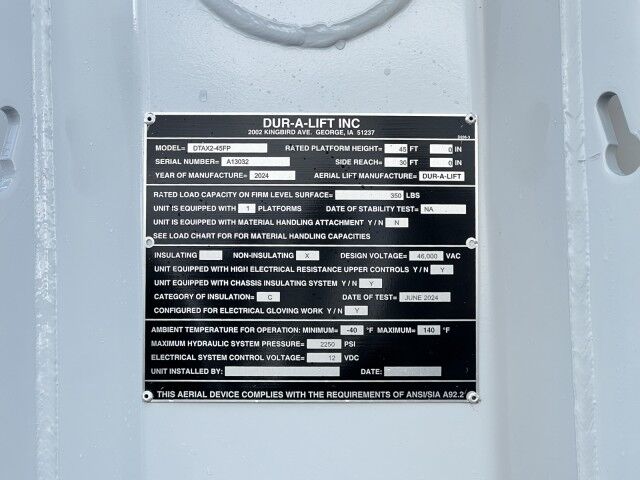 DUR-A-LIFT INC
2002 KINGBIRD AVE. GEORGE, IA 51237
MODEL= DTAX2-45FP RATED PLATFORM HEIGHT= 45 FT 0 IN
SERIAL NUMBER= A13032 SIDE REACH= 30 FT 0 IN
YEAR OF MANUFACTURE= 2024 AERIAL LIFT MANUFACTURE= DUR-A-LIFT
RATED LOAD CAPACITY ON FIRM LEVEL SURFACE= 350 LBS
UNIT IS EQUIPPED WITH 1 PLATFORMS DATE OF STABILITY TEST= NA
UNIT IS EQUIPPED WITH MATERIAL HANDLING ATTACHMENT Y / N N
SEE LOAD CHART FOR FOR MATERIAL HANDLING CAPACITIES
INSULATING NON-INSULATING X DESIGN VOLTAGE= 46,000 VAC
UNIT EQUIPPED WITH HIGH ELECTRICAL RESISTANCE UPPER CONTROLS Y / N Y
UNIT EQUIPPED WITH CHASSIS INSULATING SYSTEM Y / N Y
CATEGORY OF INSULATION= C DATE OF TEST= JUNE 2024
CONFIGURED FOR ELECTRICAL GLOVING WORK Y / N Y
AMBIENT TEMPERATURE FOR OPERATION: MINIMUM= -40 °F MAXIMUM= 140 °F
MAXIMUM HYDRAULIC SYSTEM PRESSURE= 2250 PSI
ELECTRICAL SYSTEM CONTROL VOLTAGE= 12 VDC
UNIT INSTALLED BY: DATE:
THIS AERIAL DEVICE COMPLIES WITH THE REQUIREMENTS OF ANSI/SIA A92.2